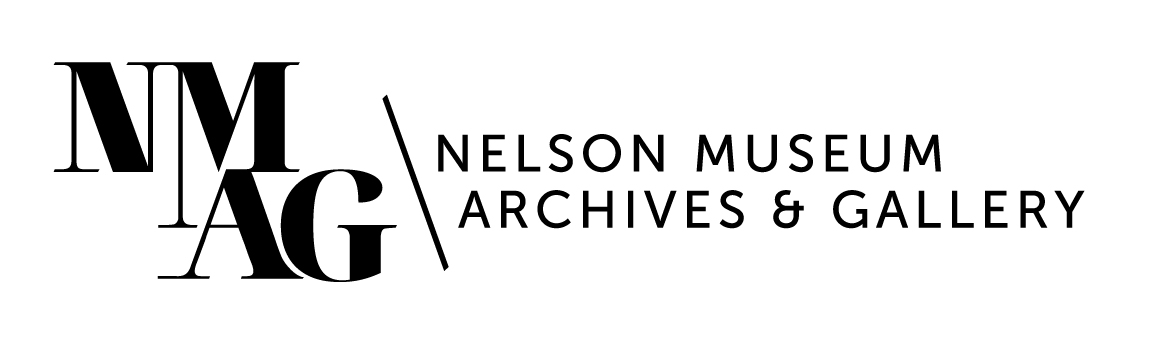 NM
AG
NELSON MUSEUM
ARCHIVES & GALLERY